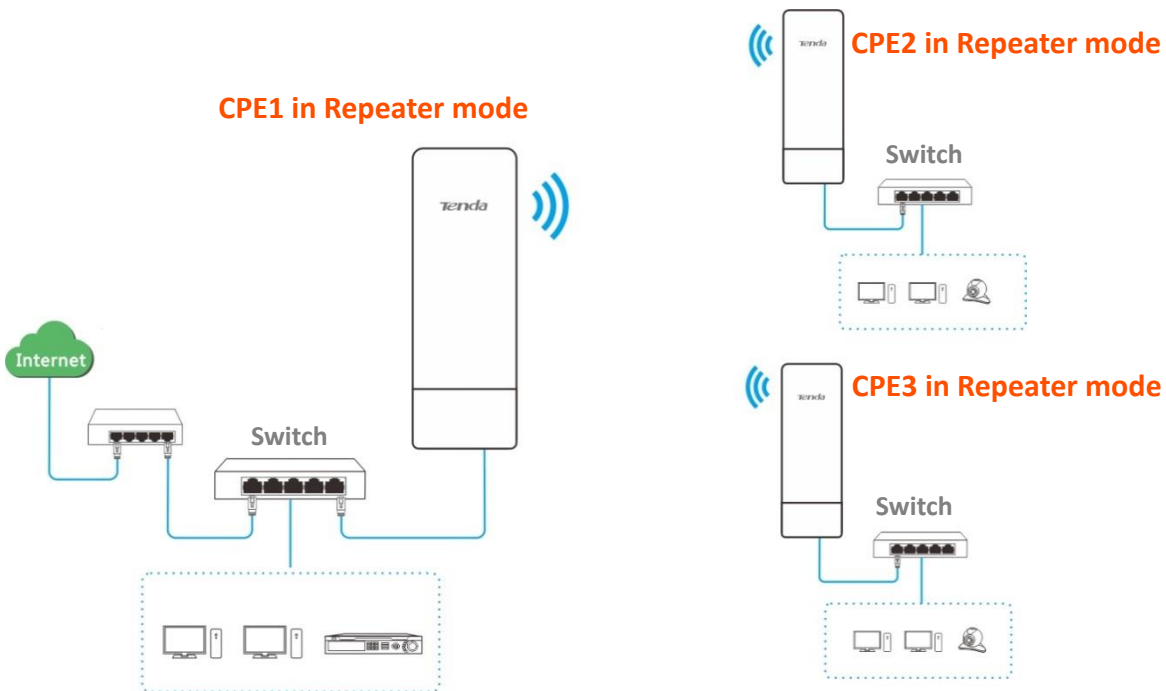 CPE1 in Repeater mode
Tenda
Internet
Switch
Tenda
CPE2 in Repeater mode
Switch
Tenda
CPE3 in Repeater mode
Switch